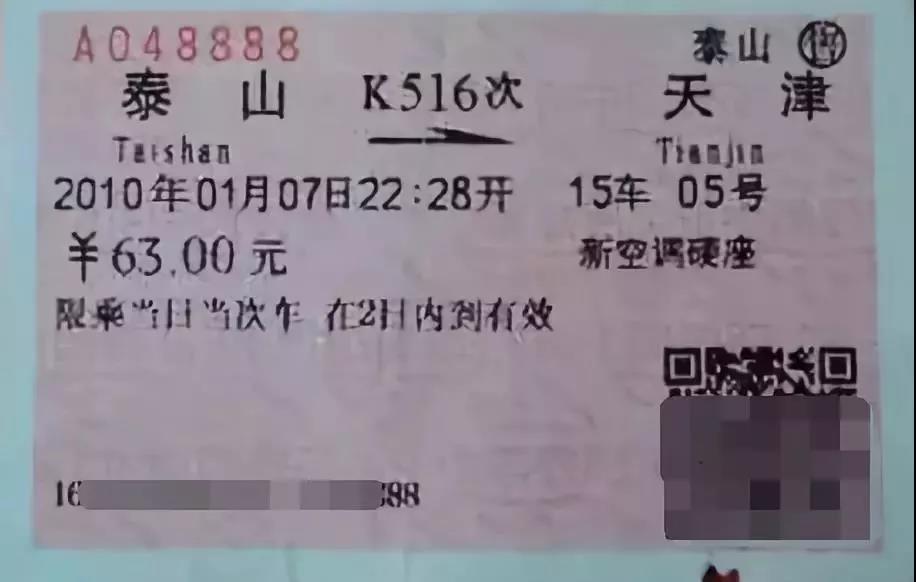 A048888
泰山 售
泰山 K516次 天津
Taishan Tianjin
2010年01月07日22:28开 15车 05号
¥63.00元 新空调硬座
限乘当日当次车 在2日内到有效